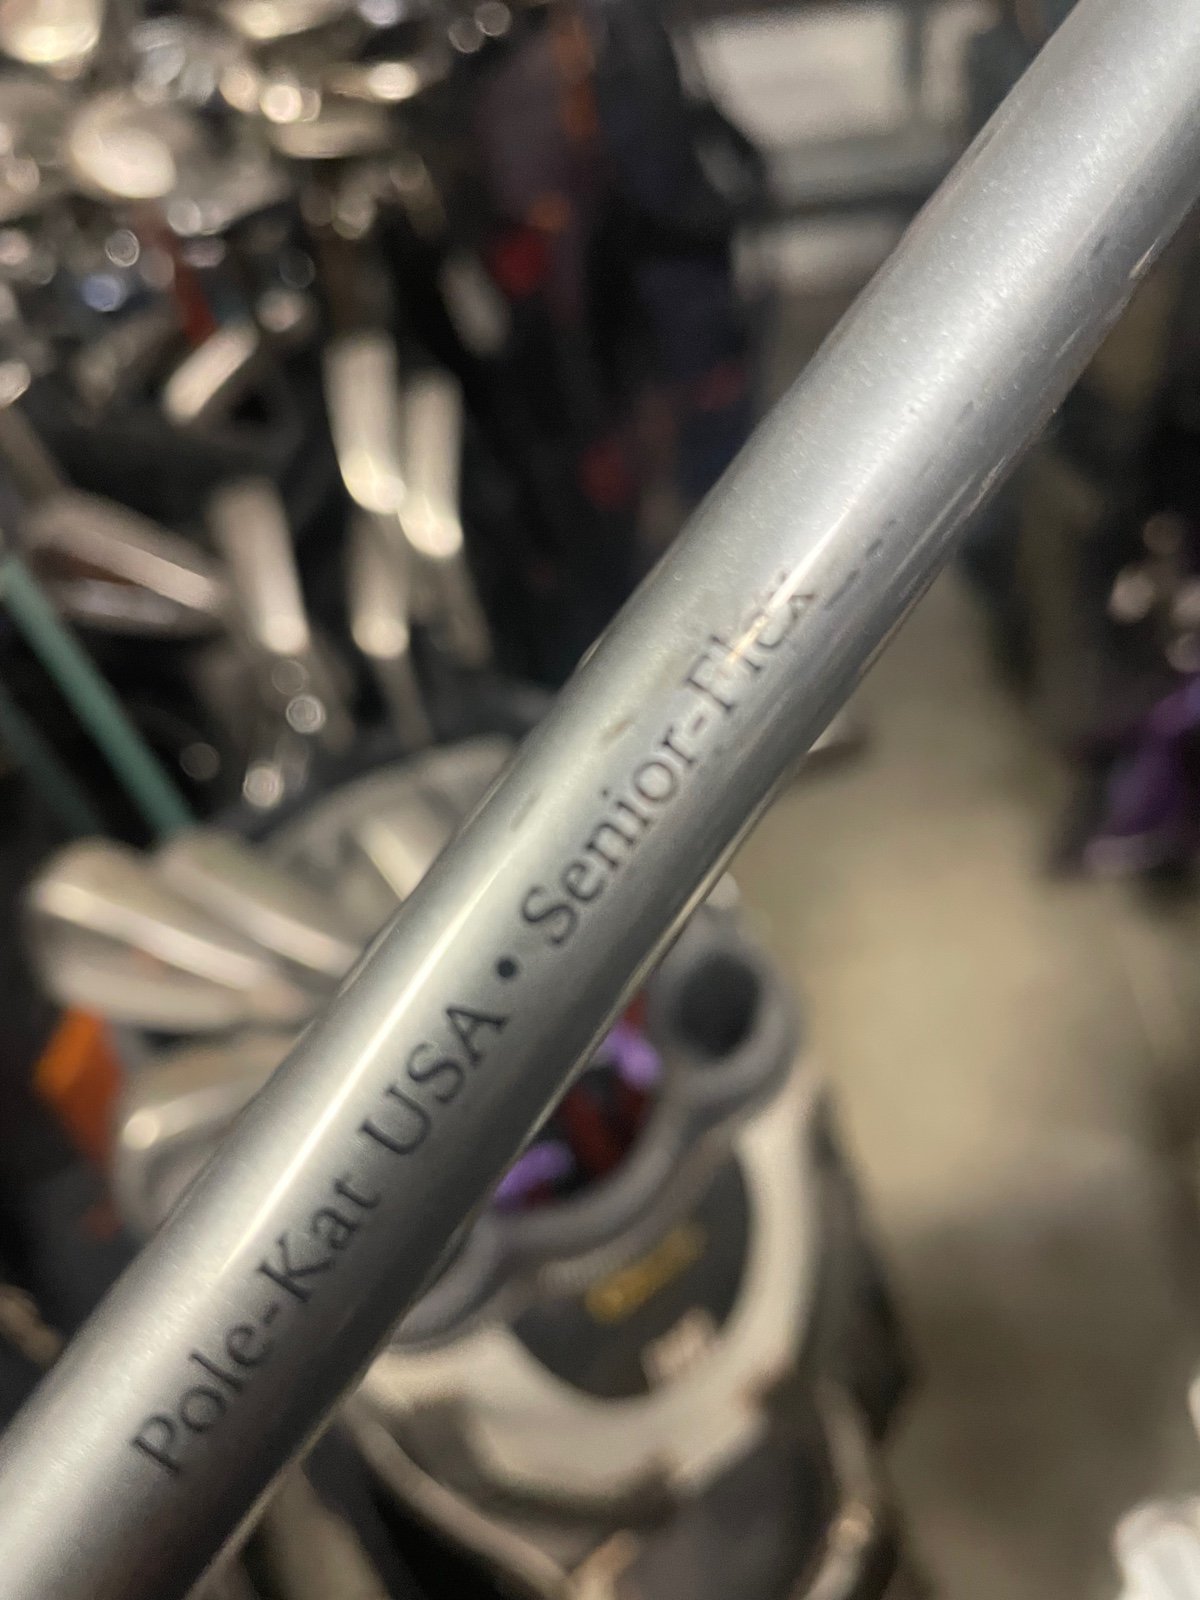 Pole-Kat USA • Senior-Flex